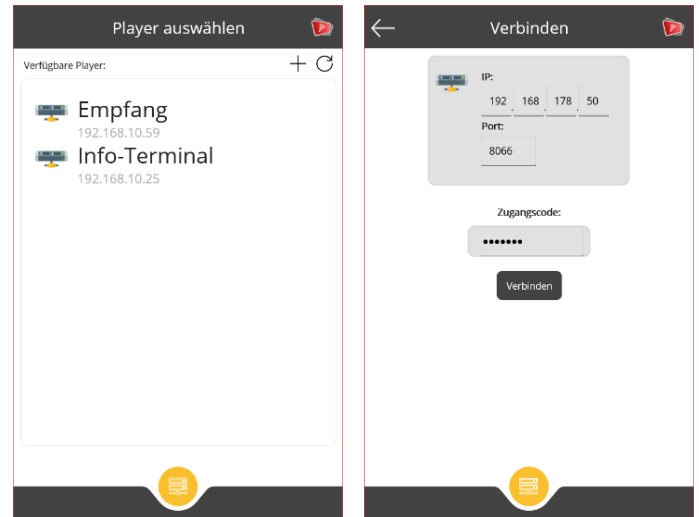 Player auswählen
Verfügbare Player:
Empfang
192.168.10.59
Info-Terminal
192.168.10.25
Verbinden
IP:
192 . 168 . 178 . 50
Port:
8066
Zugangscode:
•••••••
Verbinden